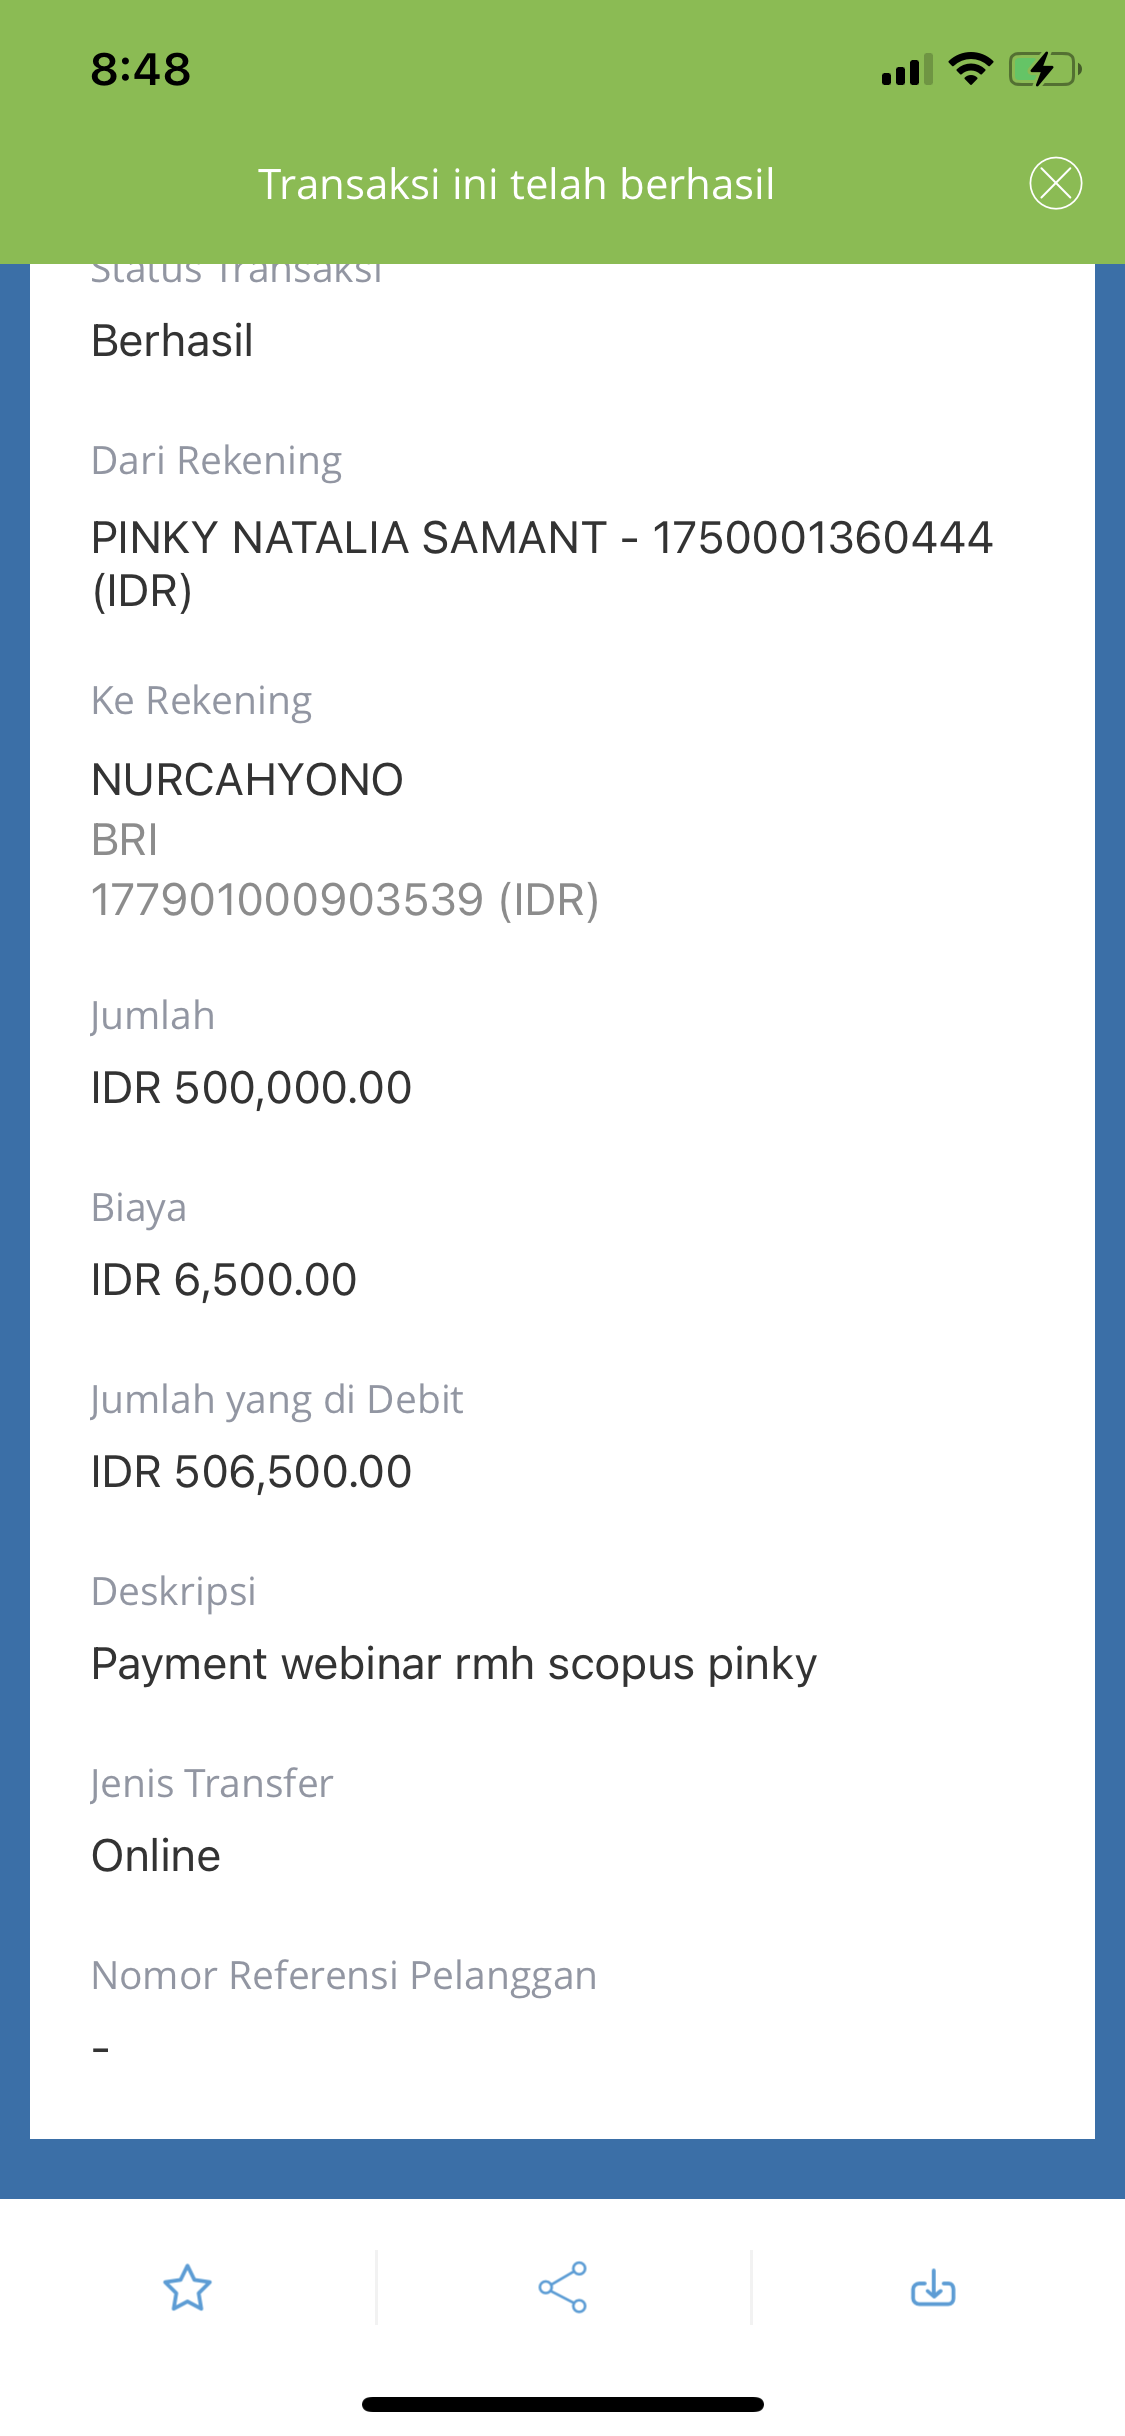 8:48
Transaksi ini telah berhasil
Status Transaksi
Berhasil
Dari Rekening
PINKY NATALIA SAMANT - 1750001360444
(IDR)
Ke Rekening
NURCAHYONO
BRI
177901000903539 (IDR)
Jumlah
IDR 500,000.00
Biaya
IDR 6,500.00
Jumlah yang di Debit
IDR 506,500.00
Deskripsi
Payment webinar rmh scopus pinky
Jenis Transfer
Online
Nomor Referensi Pelanggan
-